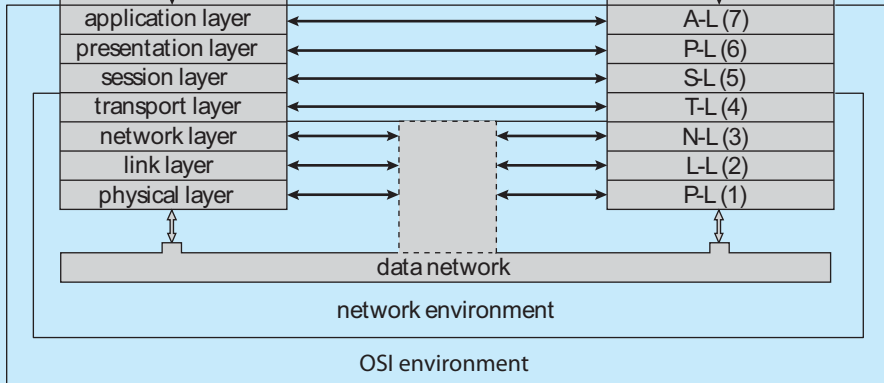 application layer
A-L (7)
presentation layer
P-L (6)
session layer
S-L (5)
transport layer
T-L (4)
network layer
N-L (3)
link layer
L-L (2)
physical layer
P-L (1)
data network
network environment
OSI environment